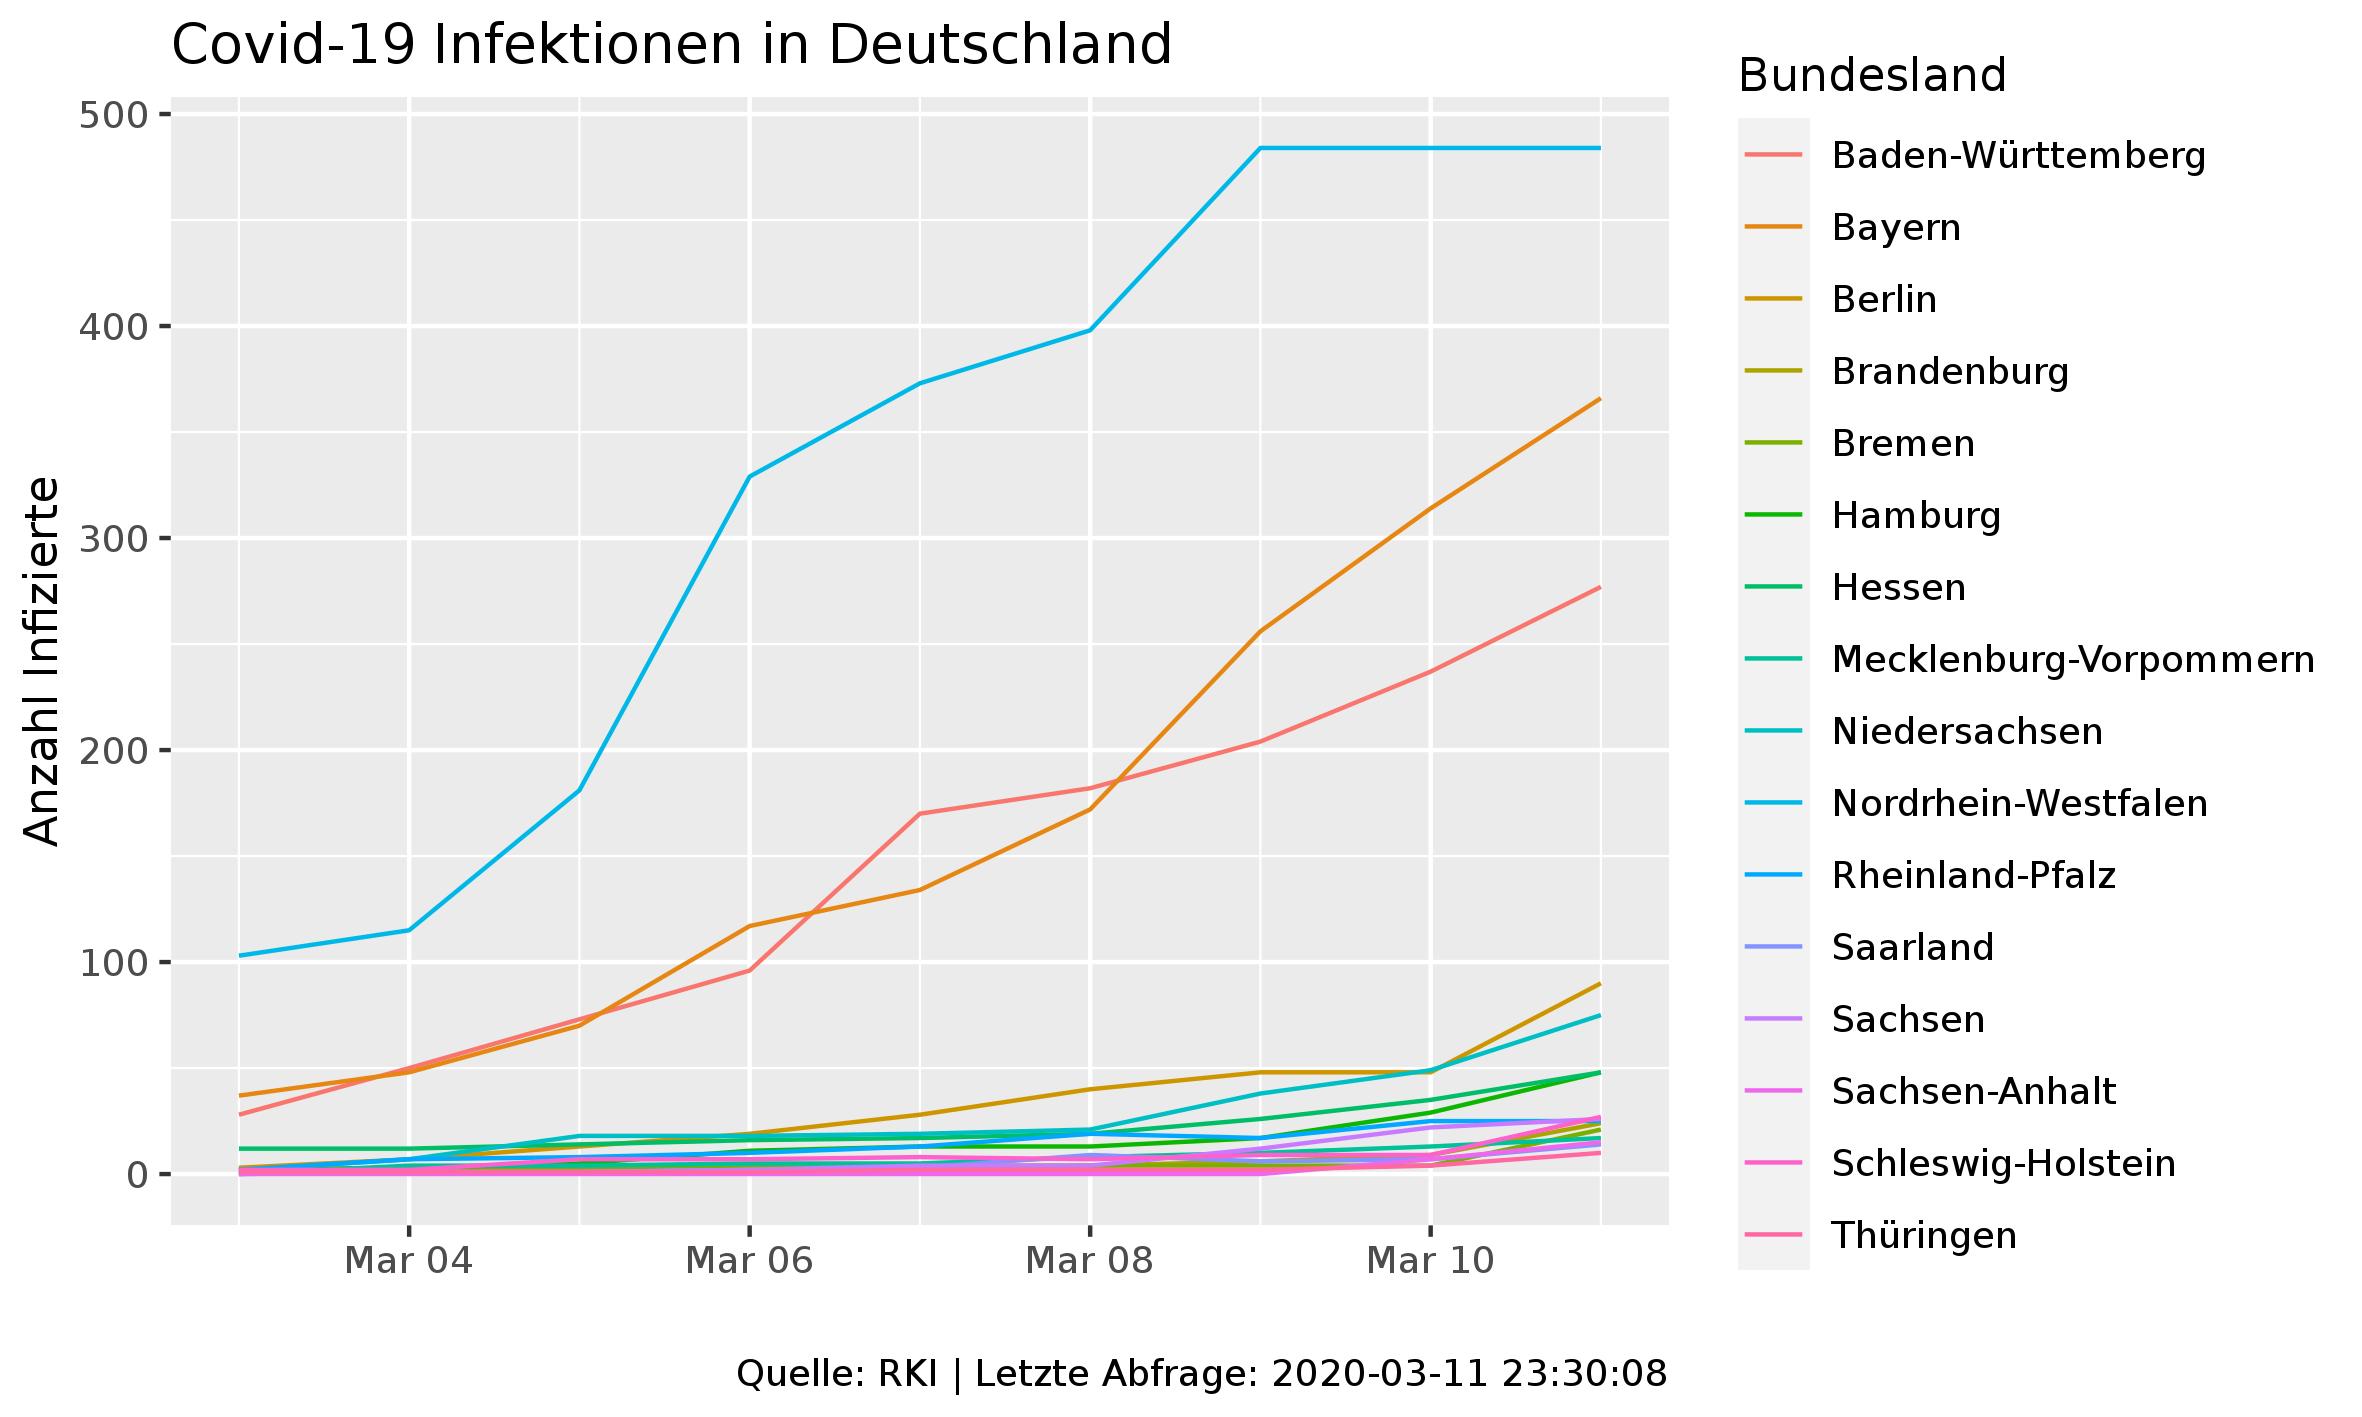 Covid-19 Infektionen in Deutschland
Anzahl Infizierte
500
400
300
200
100
0
Mar 04
Mar 06
Mar 08
Mar 10
Bundesland
Baden-Württemberg
Bayern
Berlin
Brandenburg
Bremen
Hamburg
Hessen
Mecklenburg-Vorpommern
Niedersachsen
Nordrhein-Westfalen
Rheinland-Pfalz
Saarland
Sachsen
Sachsen-Anhalt
Schleswig-Holstein
Thüringen
Quelle: RKI | Letzte Abfrage: 2020-03-11 23:30:08